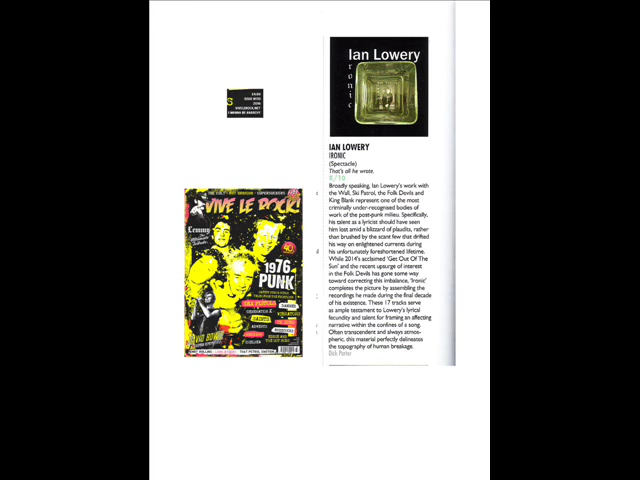 Ian Lowery
ronic
IAN LOWERY
IRONIC
(Spectacle)
That's all he wrote.
8/10
Broadly speaking, Ian Lowery's work with
the Wall, Ski Patrol, the Folk Devils and
King Blank represent one of the most
criminally under-recognised bodies of
work of the post-punk milieu. Specifically,
his talent as a lyricist should have seen
him lost amid a blizzard of plaudits, rather
than brushed by the scant few that drifted
his way on enlightened currents during
his unfortunately foreshortened lifetime.
While 2014's acclaimed 'Get Out Of The
Sun' and the recent upsurge of interest
in the Folk Devils has gone some way
toward correcting this imbalance, 'Ironic'
completes the picture by assembling the
recordings he made during the final decade
of his existence. These 17 tracks serve
as ample testament to Lowery's lyrical
fecundity and talent for framing an affecting
narrative within the confines of a song.
Often transcendent and always atmos-
pheric, this material perfectly delineates
the topography of human breakage.
Dick Porter
VIVE LE ROCK!
Lemmy
1976
PUNK
SEX PISTOLS
DAMNED
GENERATION X
SAINTS
ADVERTS
CHELSEA